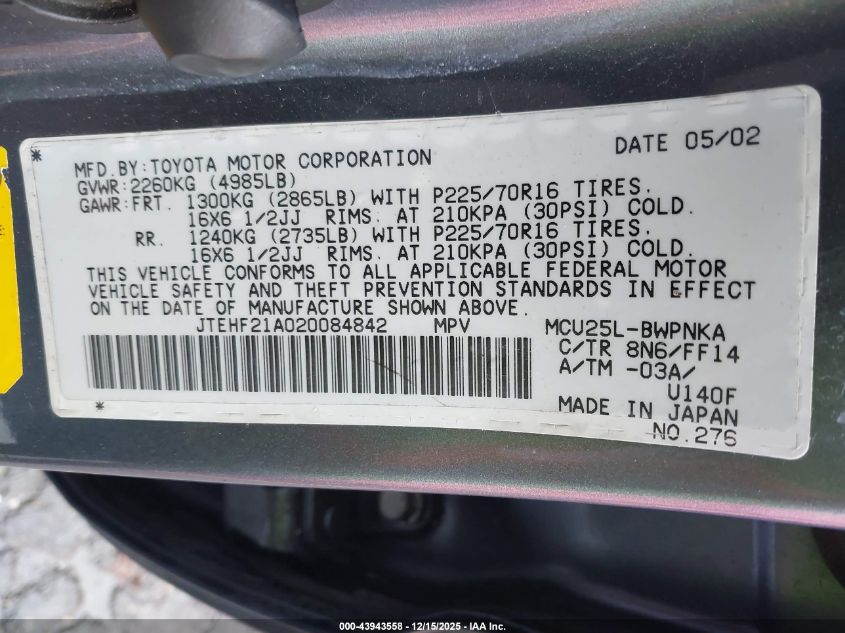 DATE 05/02
MFD.BY:TOYOTA MOTOR CORPORATION
GVWR:2260KG (4985LB)
GAWR:FRT. 1300KG (2865LB) WITH P225/70R16 TIRES.
16X6 1/2JJ RIMS. AT 210KPA (30PSI) COLD.
RR. 1240KG (2735LB) WITH P225/70R16 TIRES.
16X6 1/2JJ RIMS. AT 210KPA (30PSI) COLD.
THIS VEHICLE CONFORMS TO ALL APPLICABLE FEDERAL MOTOR
VEHICLE SAFETY AND THEFT PREVENTION STANDARDS IN EFFECT
ON THE DATE OF MANUFACTURE SHOWN ABOVE.
JTEHF21A020084842 MPV MCU25L-BWPNKA
C/TR 8N6/FF14
A/TM -03A/
U140F
MADE IN JAPAN
NO.276
000-43943558 - 12/15/2025 - IAA Inc.